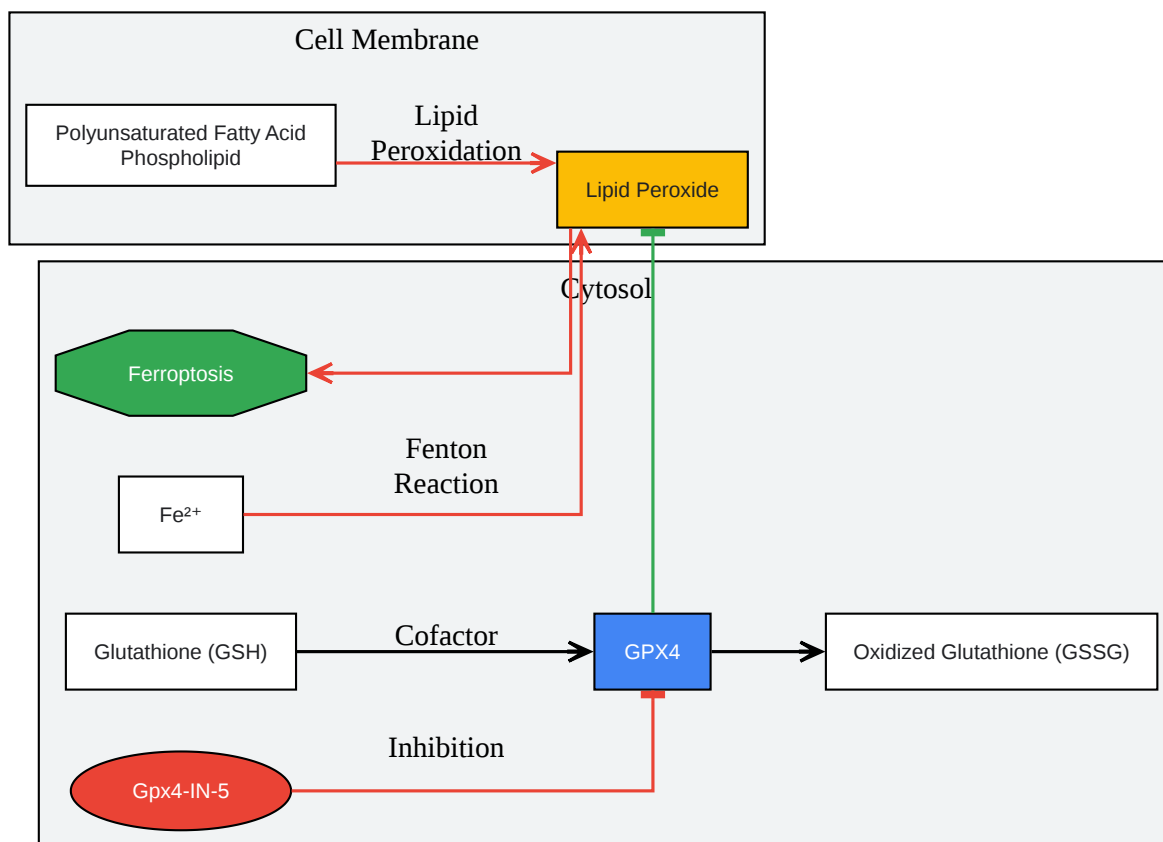 Cell Membrane
Polyunsaturated Fatty Acid
Phospholipid
Lipid
Peroxidation
Lipid Peroxide
Cytosol
Ferroptosis
Fenton
Reaction
Fe²⁺
Glutathione (GSH)
Cofactor
GPX4
Oxidized Glutathione (GSSG)
Inhibition
Gpx4-IN-5